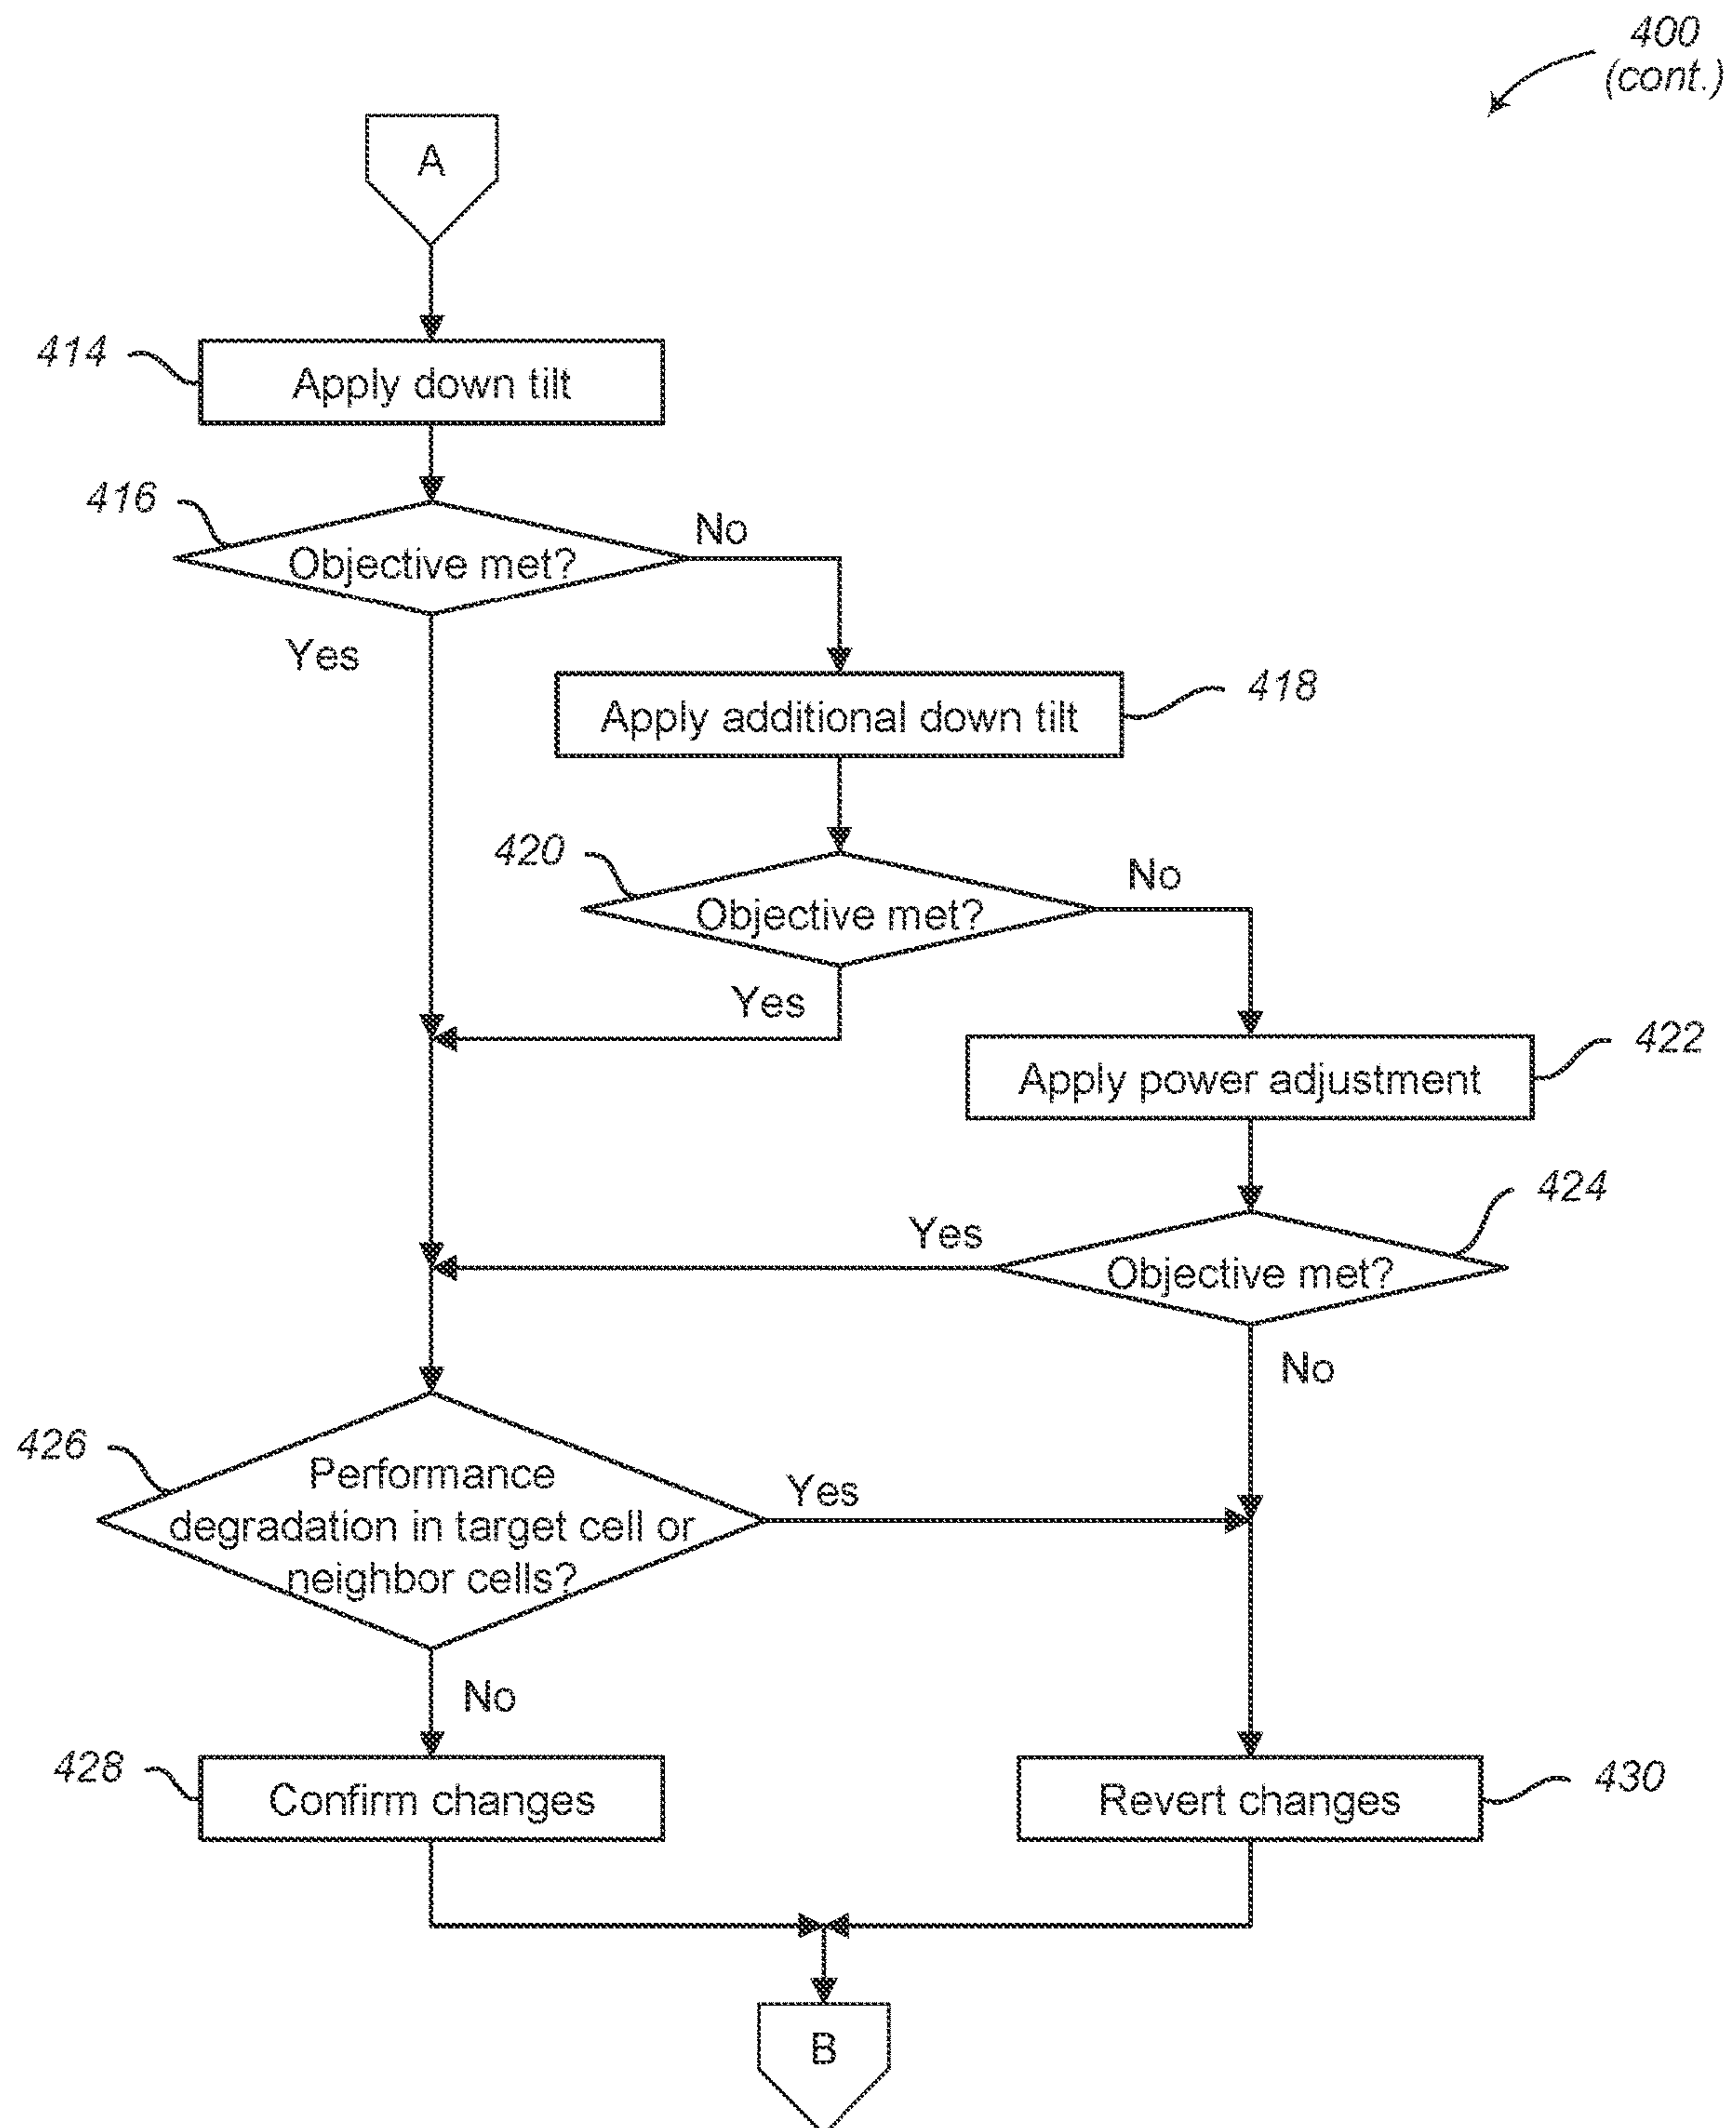 400
(cont.)
A
414
Apply down tilt
416
Objective met?
No
Yes
418
Apply additional down tilt
420
Objective met?
No
Yes
422
Apply power adjustment
424
Yes
Objective met?
No
426
Performance
degradation in target cell or
neighbor cells?
Yes
No
428
Confirm changes
Revert changes
430
B